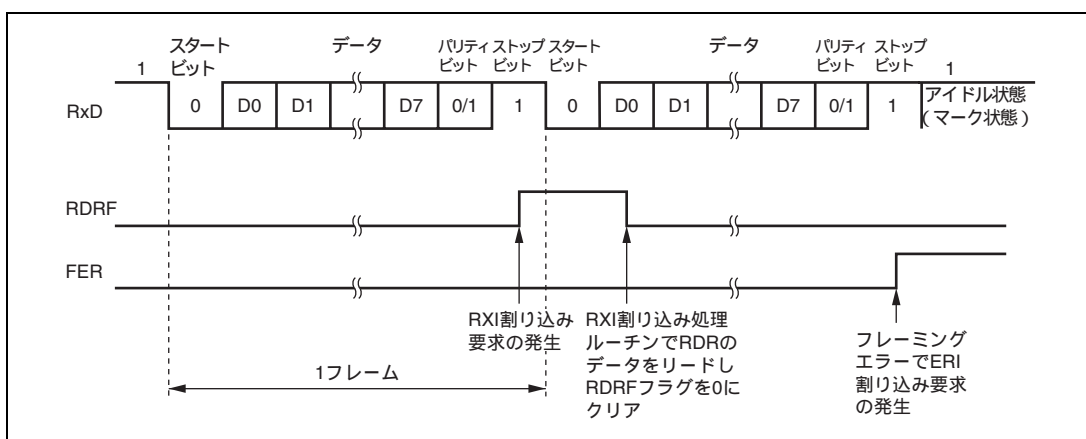 スタート
ビット
データ
パリティ
ビット
ストップ
ビット
スタート
ビット
データ
パリティ
ビット
ストップ
ビット
1
1
RxD
0
D0
D1
D7
0/1
1
0
D0
D1
D7
0/1
1
アイドル状態
(マーク状態)
RDRF
FER
RXI割り込み
要求の発生
RXI割り込み処理
ルーチンでRDRの
データをリードし
RDRFフラグを0に
クリア
フレーミング
エラーでERI
割り込み要求
の発生
1フレーム